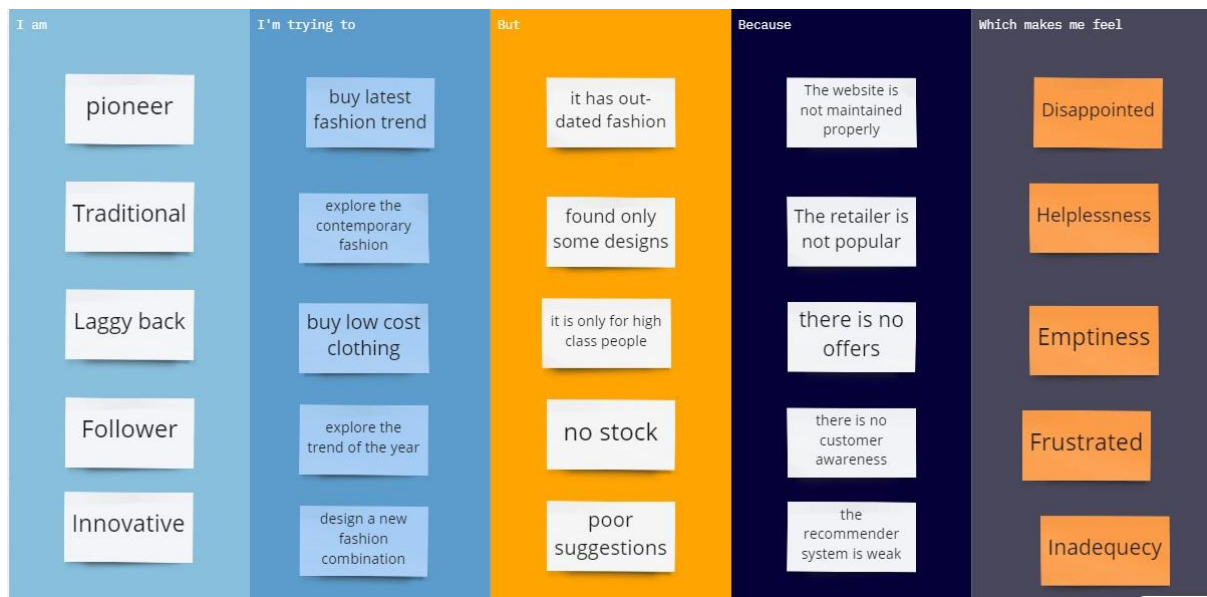 I am
I'm trying to
But
Because
Which makes me feel
pioneer
buy latest
fashion trend
it has out-
dated fashion
The website is
not maintained
properly
Disappointed
Traditional
explore the
contemporary
fashion
found only
some designs
The retailer is
not popular
Helplessness
Laggy back
buy low cost
clothing
it is only for high
class people
there is no
offers
Emptiness
Follower
explore the
trend of the year
no stock
there is no
customer
awareness
Frustrated
Innovative
design a new
fashion
combination
poor
suggestions
the
recommender
system is weak
Inadequecy